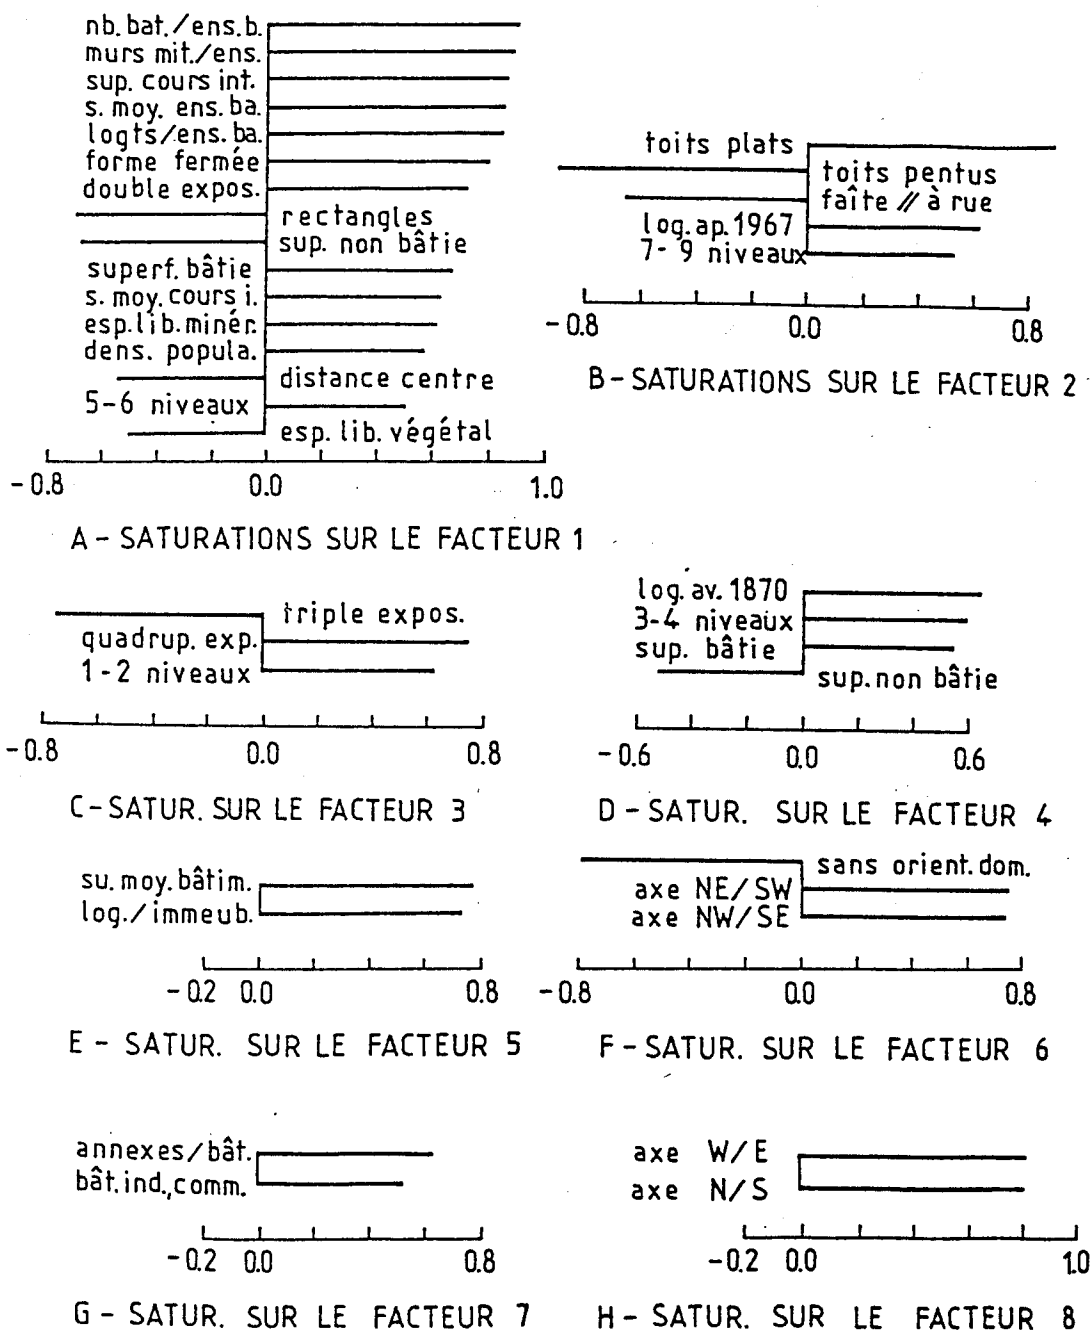 nb. bat./ens.b.
murs mit./ens.
sup. cours int.
s. moy. ens. ba.
logts/ens. ba.
forme fermée
double expos.
rectangles
sup. non bâtie
superf. bâtie
s. moy. cours i.
esp. lib. minér.
dens. popula.
distance centre
5-6 niveaux
esp. lib. végétal
-0.8 0.0 1.0
A - SATURATIONS SUR LE FACTEUR 1
toits plats
toits pentus
faîte // à rue
log. ap. 1967
7-9 niveaux
-0.8 0.0 0.8
B - SATURATIONS SUR LE FACTEUR 2
triple expos.
quadrup. exp.
1-2 niveaux
-0.8 0.0 0.8
C - SATUR. SUR LE FACTEUR 3
log. av. 1870
3-4 niveaux
sup. bâtie
sup. non bâtie
-0.6 0.0 0.6
D - SATUR. SUR LE FACTEUR 4
su. moy. bâtim.
log./immeub.
-0.2 0.0 0.8
E - SATUR. SUR LE FACTEUR 5
sans orient. dom.
axe NE/SW
axe NW/SE
-0.8 0.0 0.8
F - SATUR. SUR LE FACTEUR 6
annexes/bât.
bât. ind., comm.
-0.2 0.0 0.8
G - SATUR. SUR LE FACTEUR 7
axe W/E
axe N/S
-0.2 0.0 1.0
H - SATUR. SUR LE FACTEUR 8